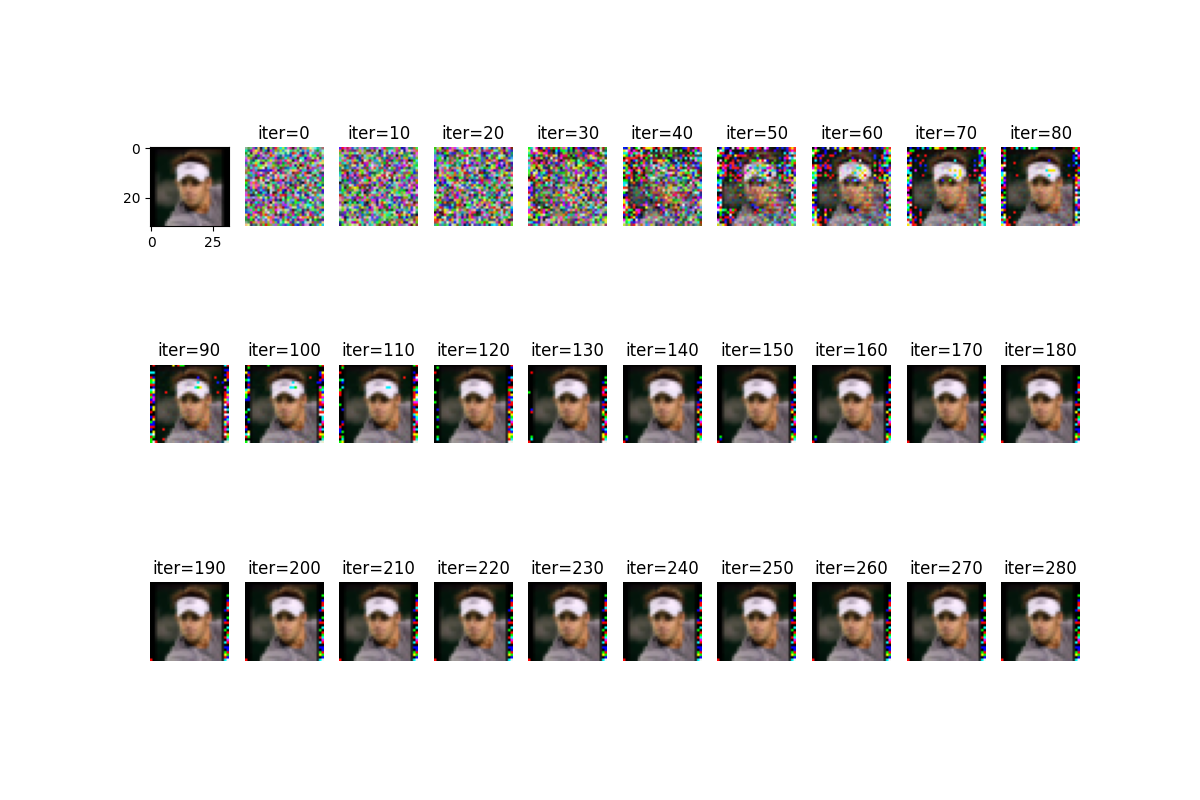 iter=0 iter=10 iter=20 iter=30 iter=40 iter=50 iter=60 iter=70 iter=80
0
20
0 25
iter=90 iter=100 iter=110 iter=120 iter=130 iter=140 iter=150 iter=160 iter=170 iter=180
iter=190 iter=200 iter=210 iter=220 iter=230 iter=240 iter=250 iter=260 iter=270 iter=280